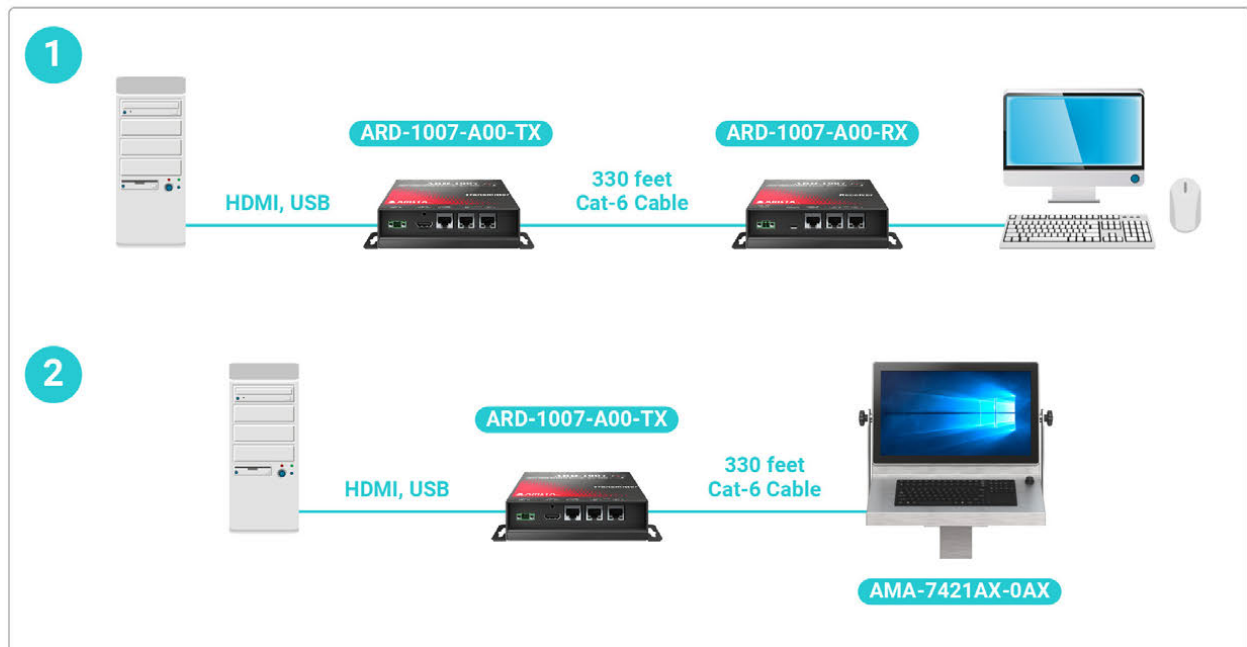 1
ARD-1007-A00-TX
ARD-1007-A00-RX
HDMI, USB
330 feet
Cat-6 Cable
2
ARD-1007-A00-TX
HDMI, USB
330 feet
Cat-6 Cable
AMA-7421AX-0AX